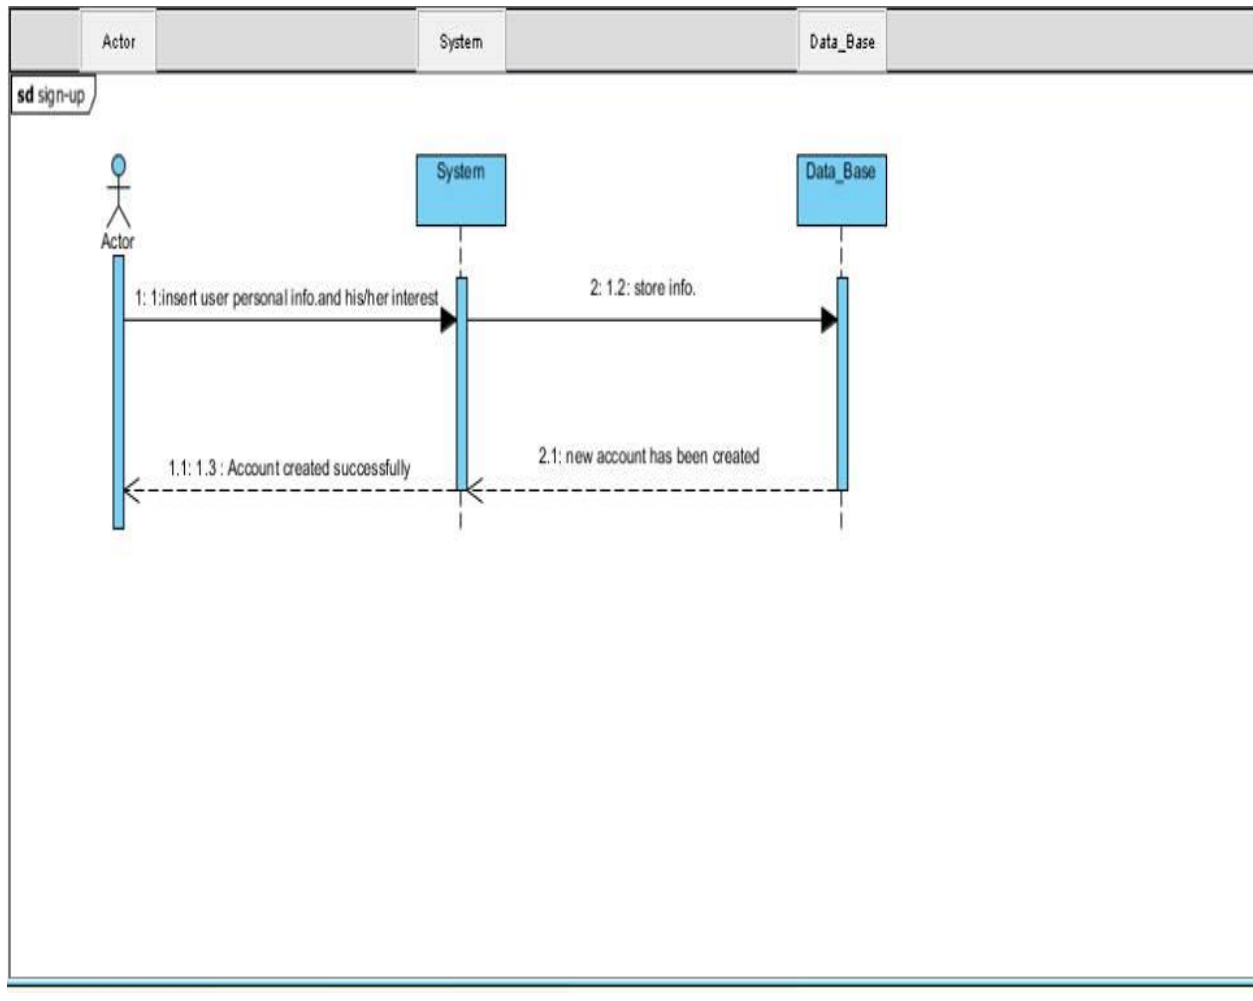 Actor
System
Data_Base
sd sign-up
System
Data_Base
Actor
1: 1:insert user personal info.and his/her interest
2: 1.2: store info.
1.1: 1.3 : Account created successfully
2.1: new account has been created